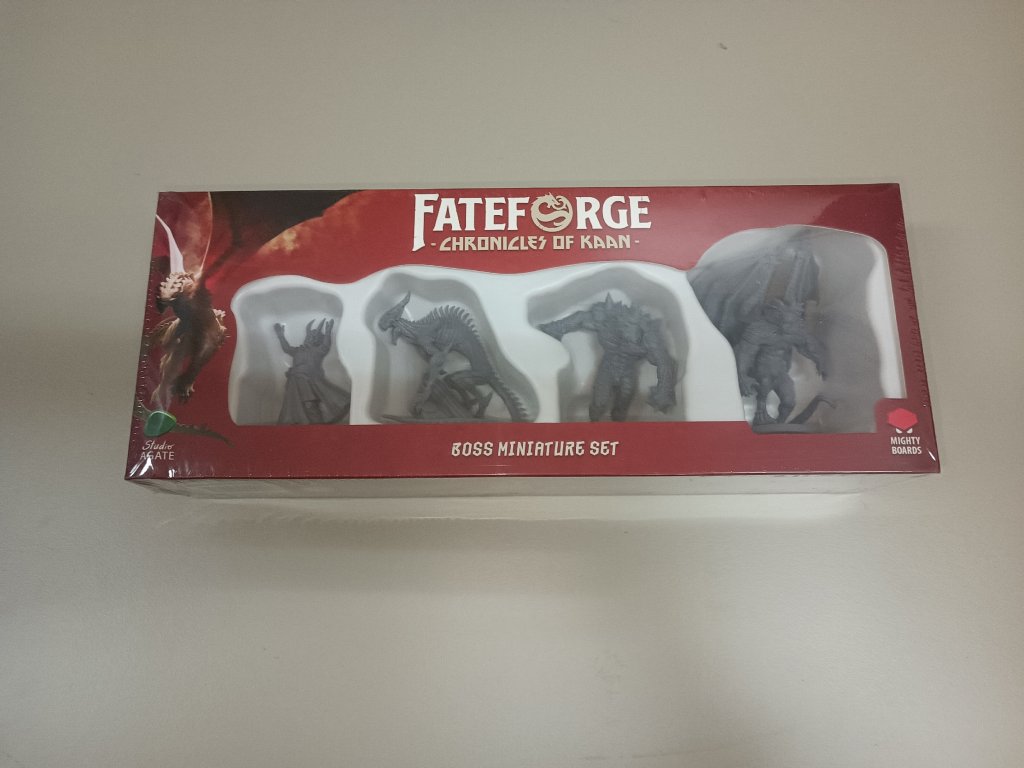 FATEFORGE
- CHRONICLES OF KAAN -
BOSS MINIATURE SET
Studio
AGATE
MIGHTY
BOARDS